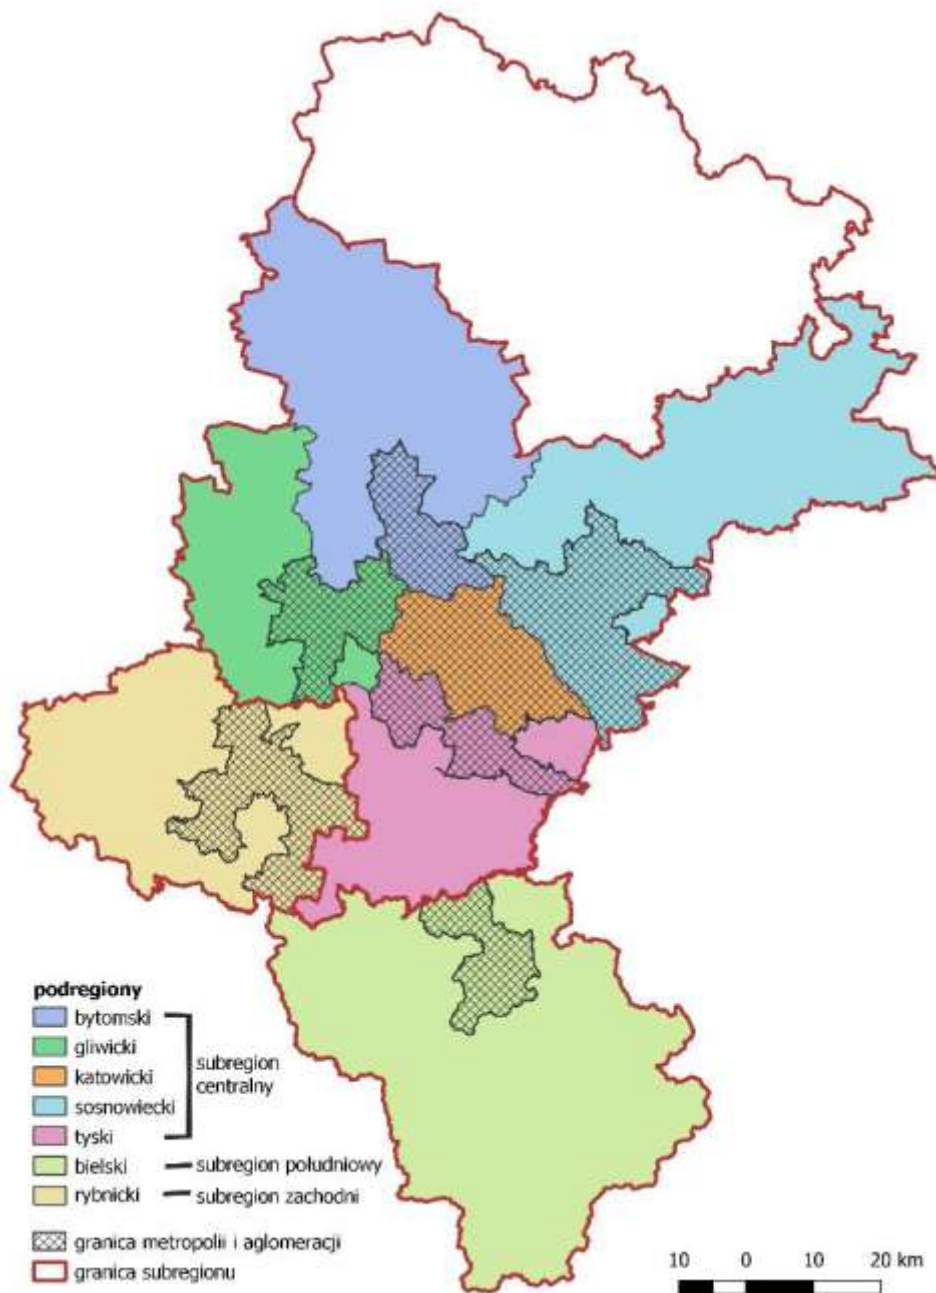 podregiony
bytomski
gliwicki
katowicki
sosnowiecki
tyski
subregion
centralny
bielski
subregion południowy
rybnicki
subregion zachodni
granica metropolii i aglomeracji
granica subregionu
10 0 10 20 km